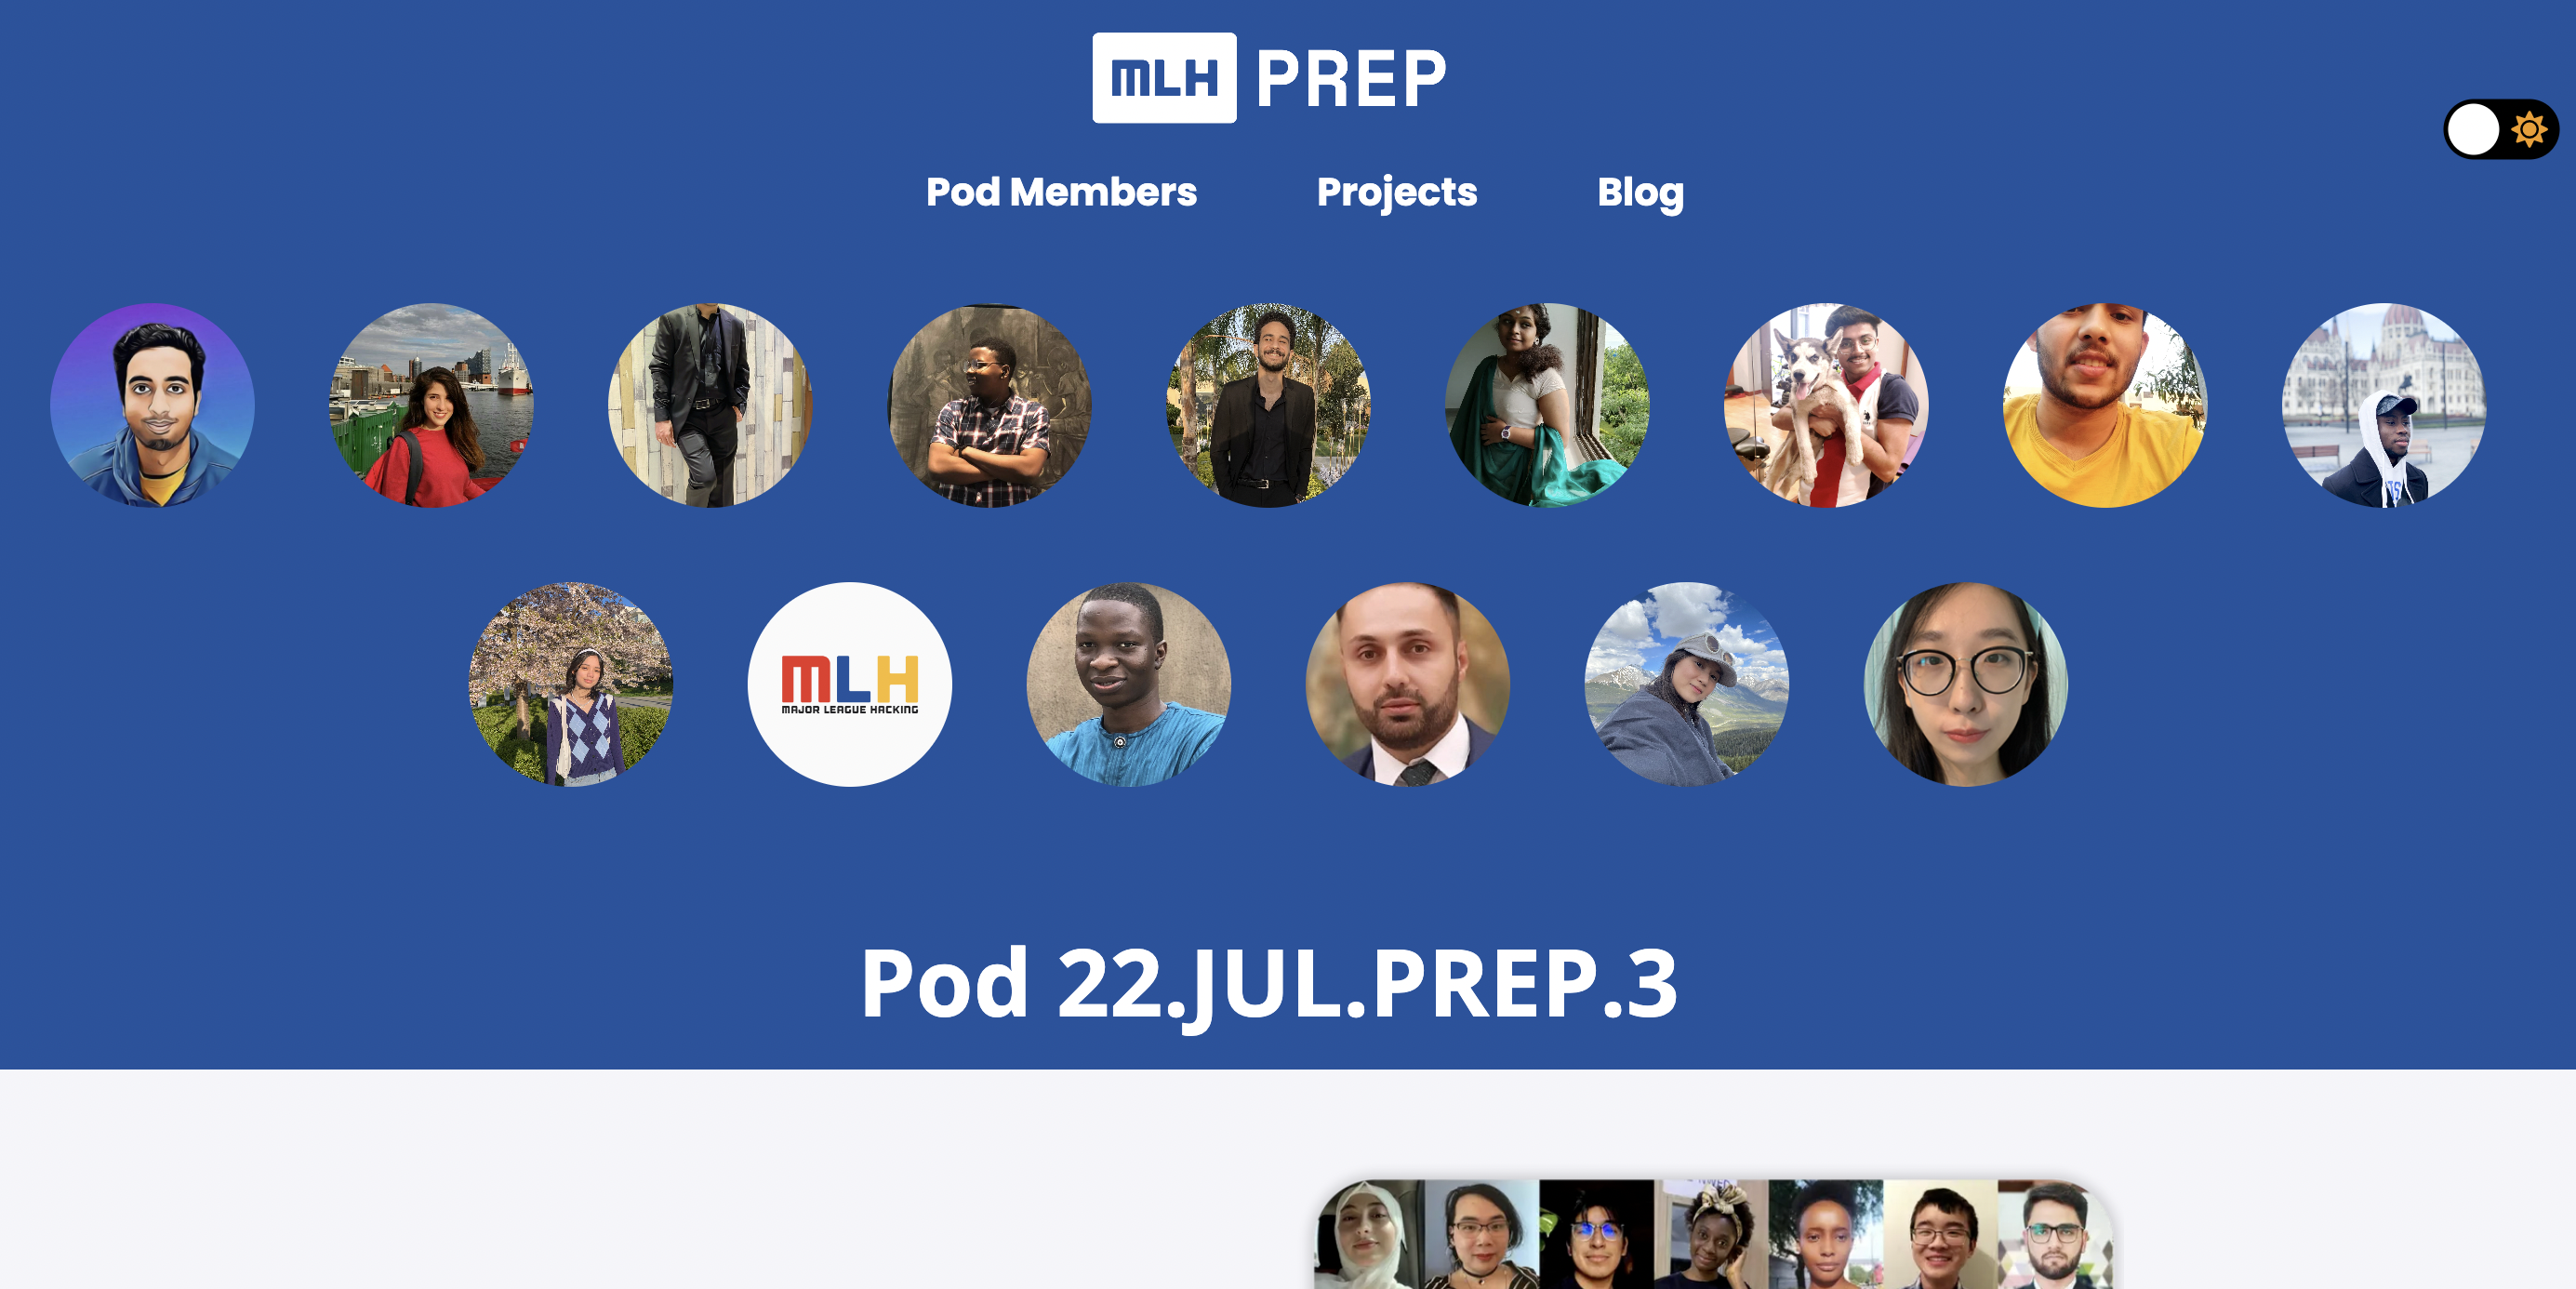 MLH PREP
Pod Members Projects Blog
MLH
MAJOR LEAGUE HACKING
Pod 22.JUL.PREP.3